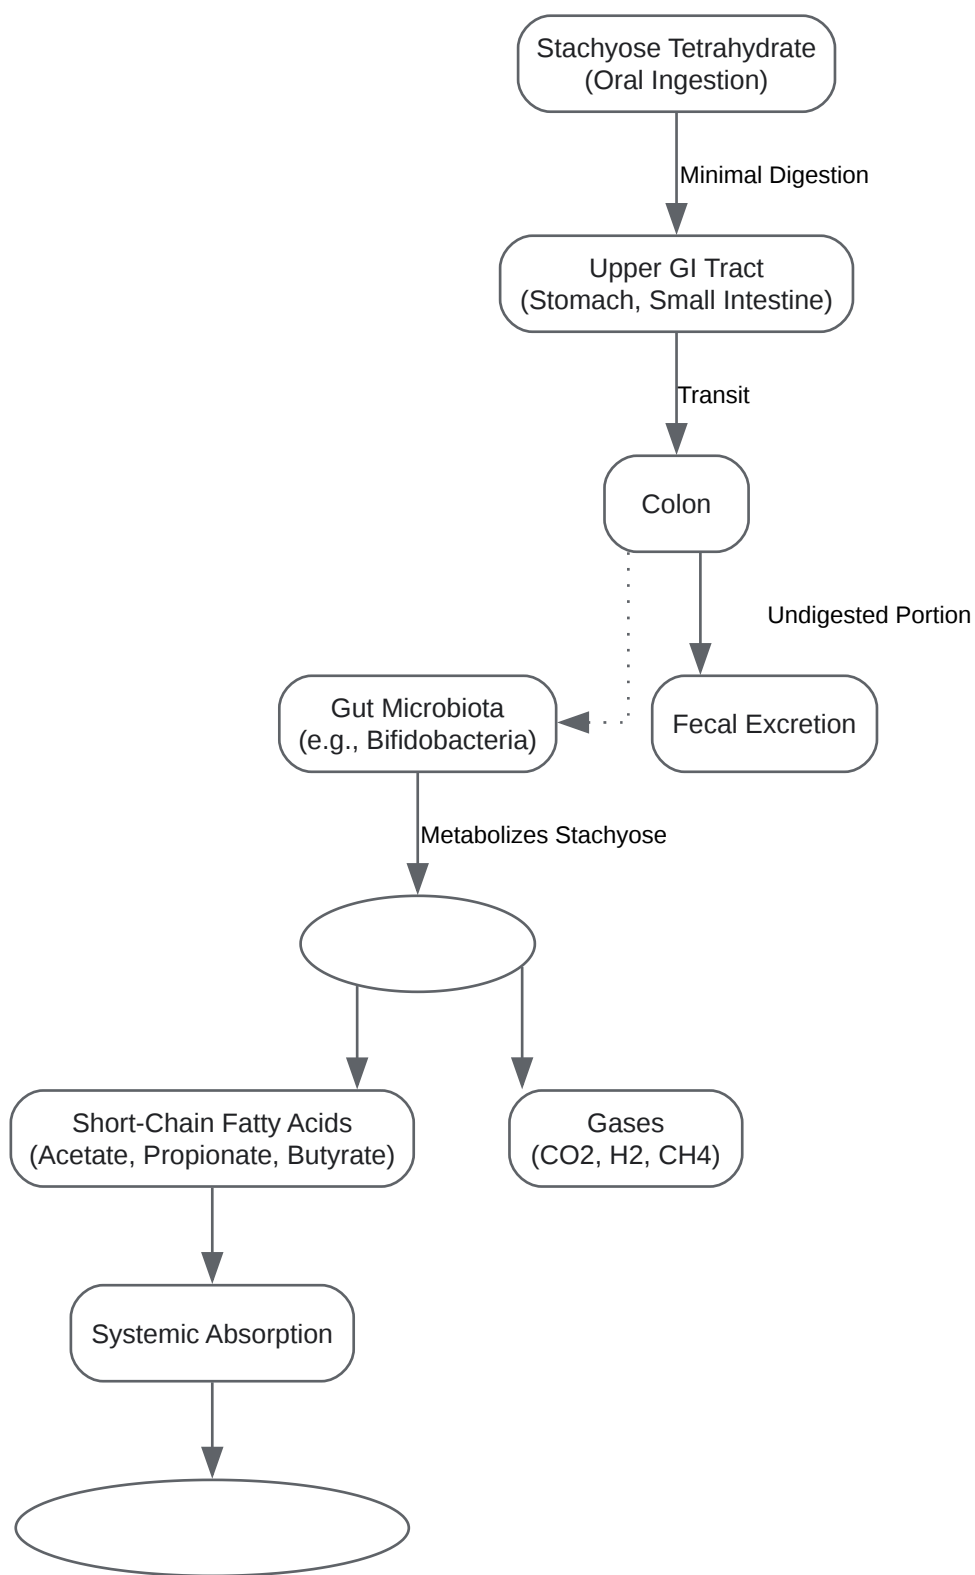 Stachyose Tetrahydrate
(Oral Ingestion)
Minimal Digestion
Upper GI Tract
(Stomach, Small Intestine)
Transit
Colon
Undigested Portion
Gut Microbiota
(e.g., Bifidobacteria)
Fecal Excretion
Metabolizes Stachyose
Short-Chain Fatty Acids
(Acetate, Propionate, Butyrate)
Gases
(CO2, H2, CH4)
Systemic Absorption